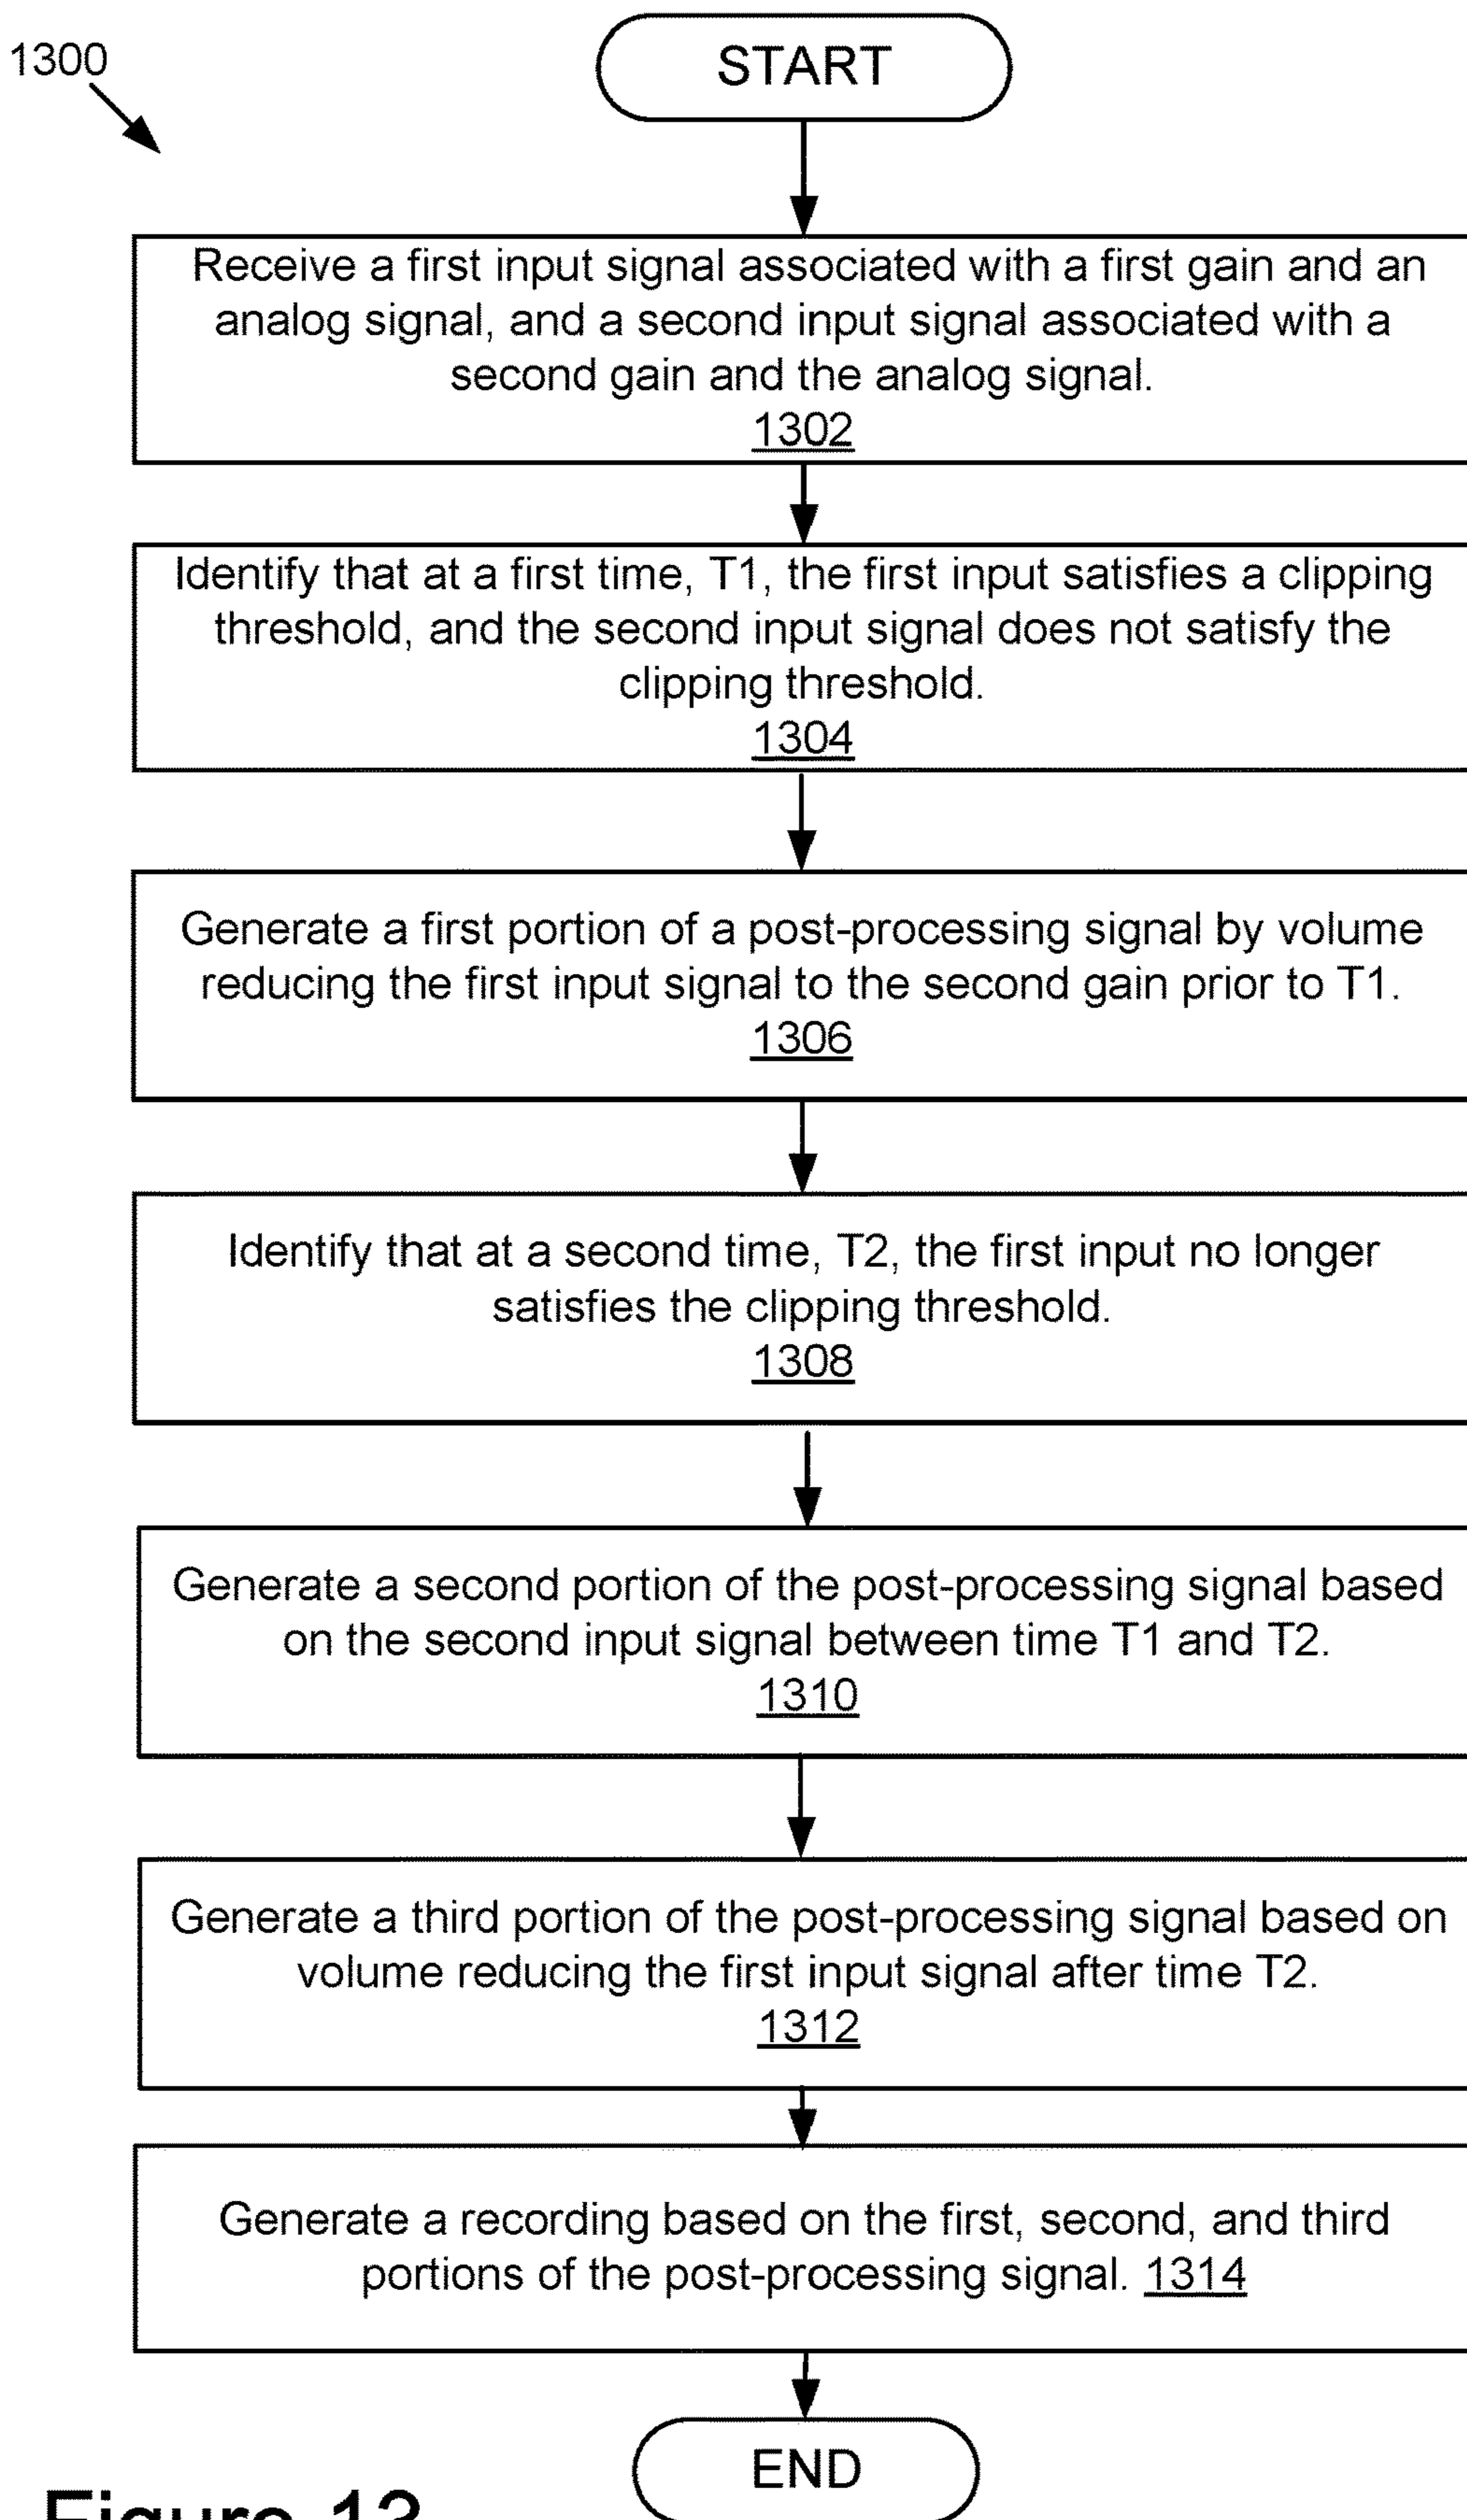 1300
START
Receive a first input signal associated with a first gain and an
analog signal, and a second input signal associated with a
second gain and the analog signal.
1302
Identify that at a first time, T1, the first input satisfies a clipping
threshold, and the second input signal does not satisfy the
clipping threshold.
1304
Generate a first portion of a post-processing signal by volume
reducing the first input signal to the second gain prior to T1.
1306
Identify that at a second time, T2, the first input no longer
satisfies the clipping threshold.
1308
Generate a second portion of the post-processing signal based
on the second input signal between time T1 and T2.
1310
Generate a third portion of the post-processing signal based on
volume reducing the first input signal after time T2.
1312
Generate a recording based on the first, second, and third
portions of the post-processing signal. 1314
END
Figure 13